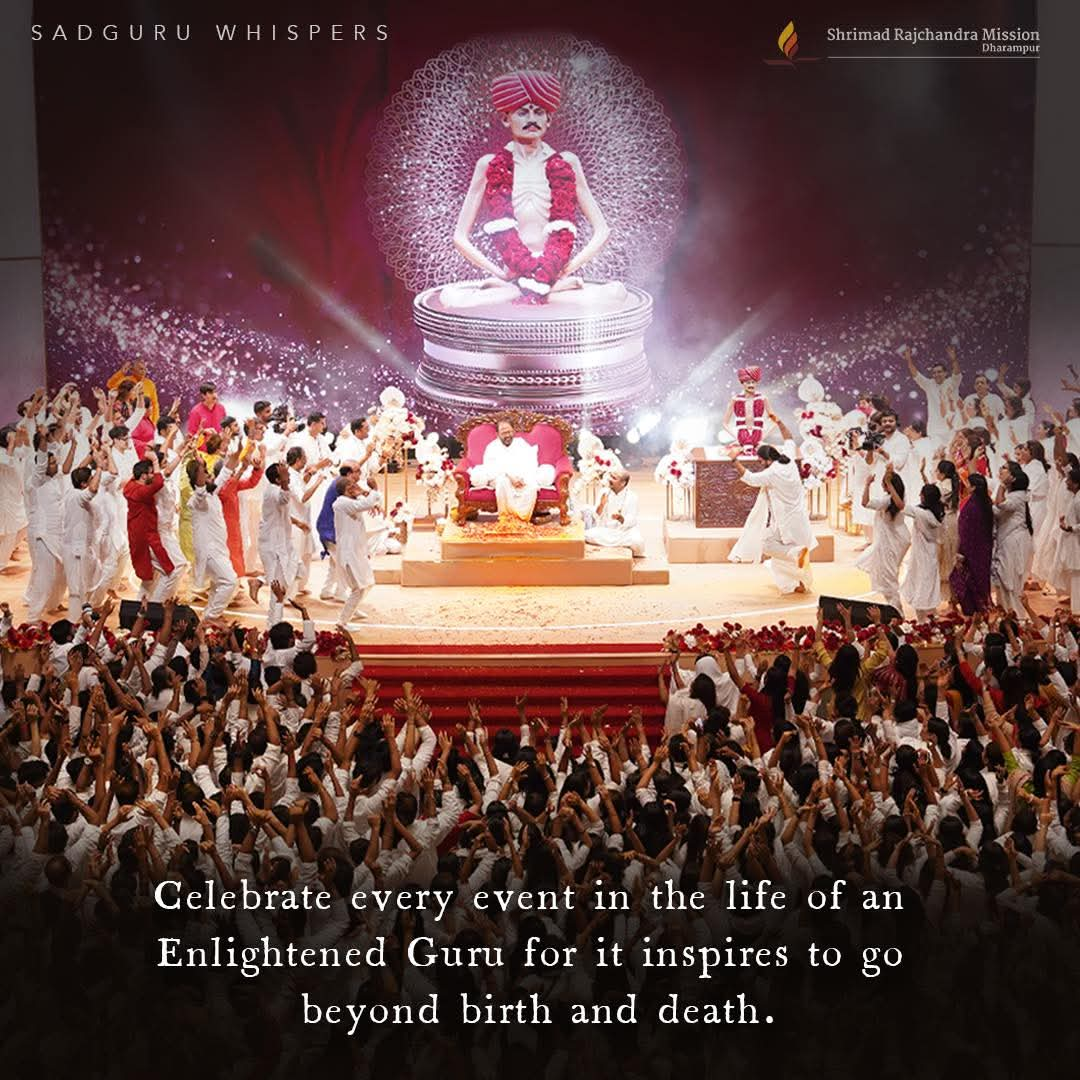 SADGURU WHISPERS
Shrimad Rajchandra Mission
Dharampur
Celebrate every event in the life of an
Enlightened Guru for it inspires to go
beyond birth and death.